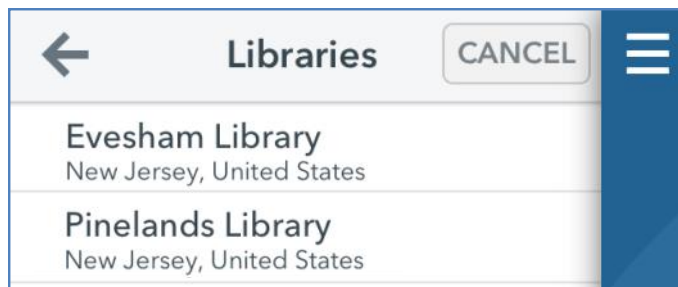 Libraries
CANCEL
Evesham Library
New Jersey, United States
Pinelands Library
New Jersey, United States